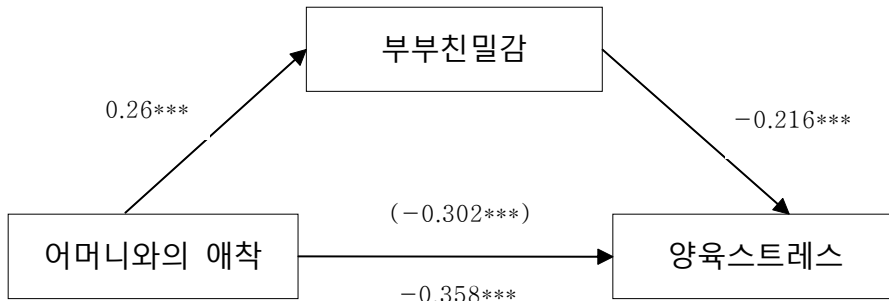 부부친밀감
0.26***
-0.216***
(-0.302***)
어머니와의 애착
양육스트레스
-0.358***